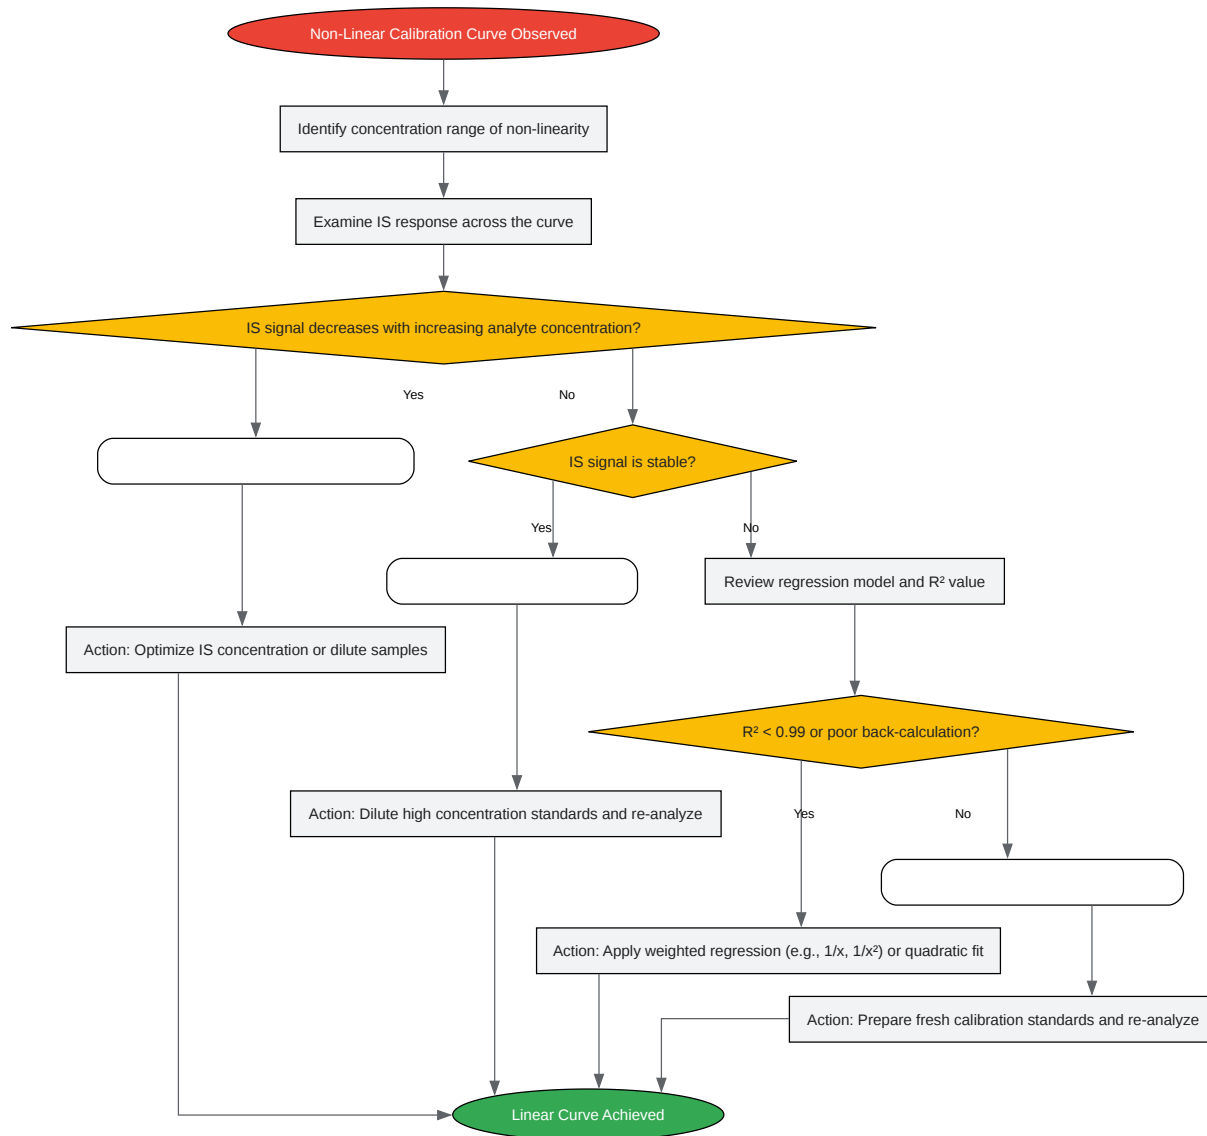 Non-Linear Calibration Curve Observed
Identify concentration range of non-linearity
Examine IS response across the curve
IS signal decreases with increasing analyte concentration?
Yes
No
IS signal is stable?
Yes
No
Review regression model and R² value
Action: Optimize IS concentration or dilute samples
R² < 0.99 or poor back-calculation?
Action: Dilute high concentration standards and re-analyze
Yes
No
Action: Apply weighted regression (e.g., 1/x, 1/x²) or quadratic fit
Action: Prepare fresh calibration standards and re-analyze
Linear Curve Achieved